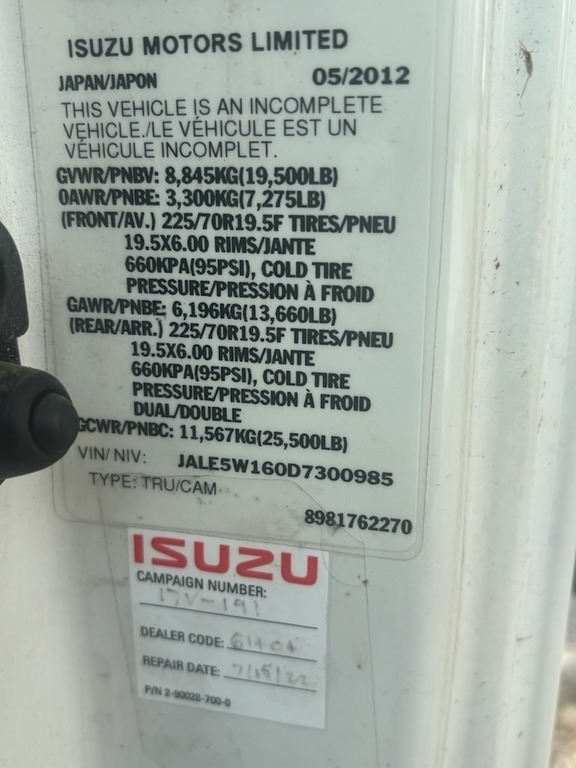 ISUZU MOTORS LIMITED
JAPAN/JAPON 05/2012
THIS VEHICLE IS AN INCOMPLETE
VEHICLE./LE VÉHICULE EST UN
VÉHICULE INCOMPLET.
GVWR/PNBV: 8,845KG(19,500LB)
0AWR/PNBE: 3,300KG(7,275LB)
(FRONT/AV.) 225/70R19.5F TIRES/PNEU
19.5X6.00 RIMS/JANTE
660KPA(95PSI), COLD TIRE
PRESSURE/PRESSION À FROID
GAWR/PNBE: 6,196KG(13,660LB)
(REAR/ARR.) 225/70R19.5F TIRES/PNEU
19.5X6.00 RIMS/JANTE
660KPA(95PSI), COLD TIRE
PRESSURE/PRESSION À FROID
DUAL/DOUBLE
GCWR/PNBC: 11,567KG(25,500LB)
VIN/ NIV: JALE5W160D7300985
TYPE: TRU/CAM
8981762270
ISUZU
CAMPAIGN NUMBER:
17V-191
DEALER CODE:
REPAIR DATE: 7/15/22
P/N 2-90026-700-0